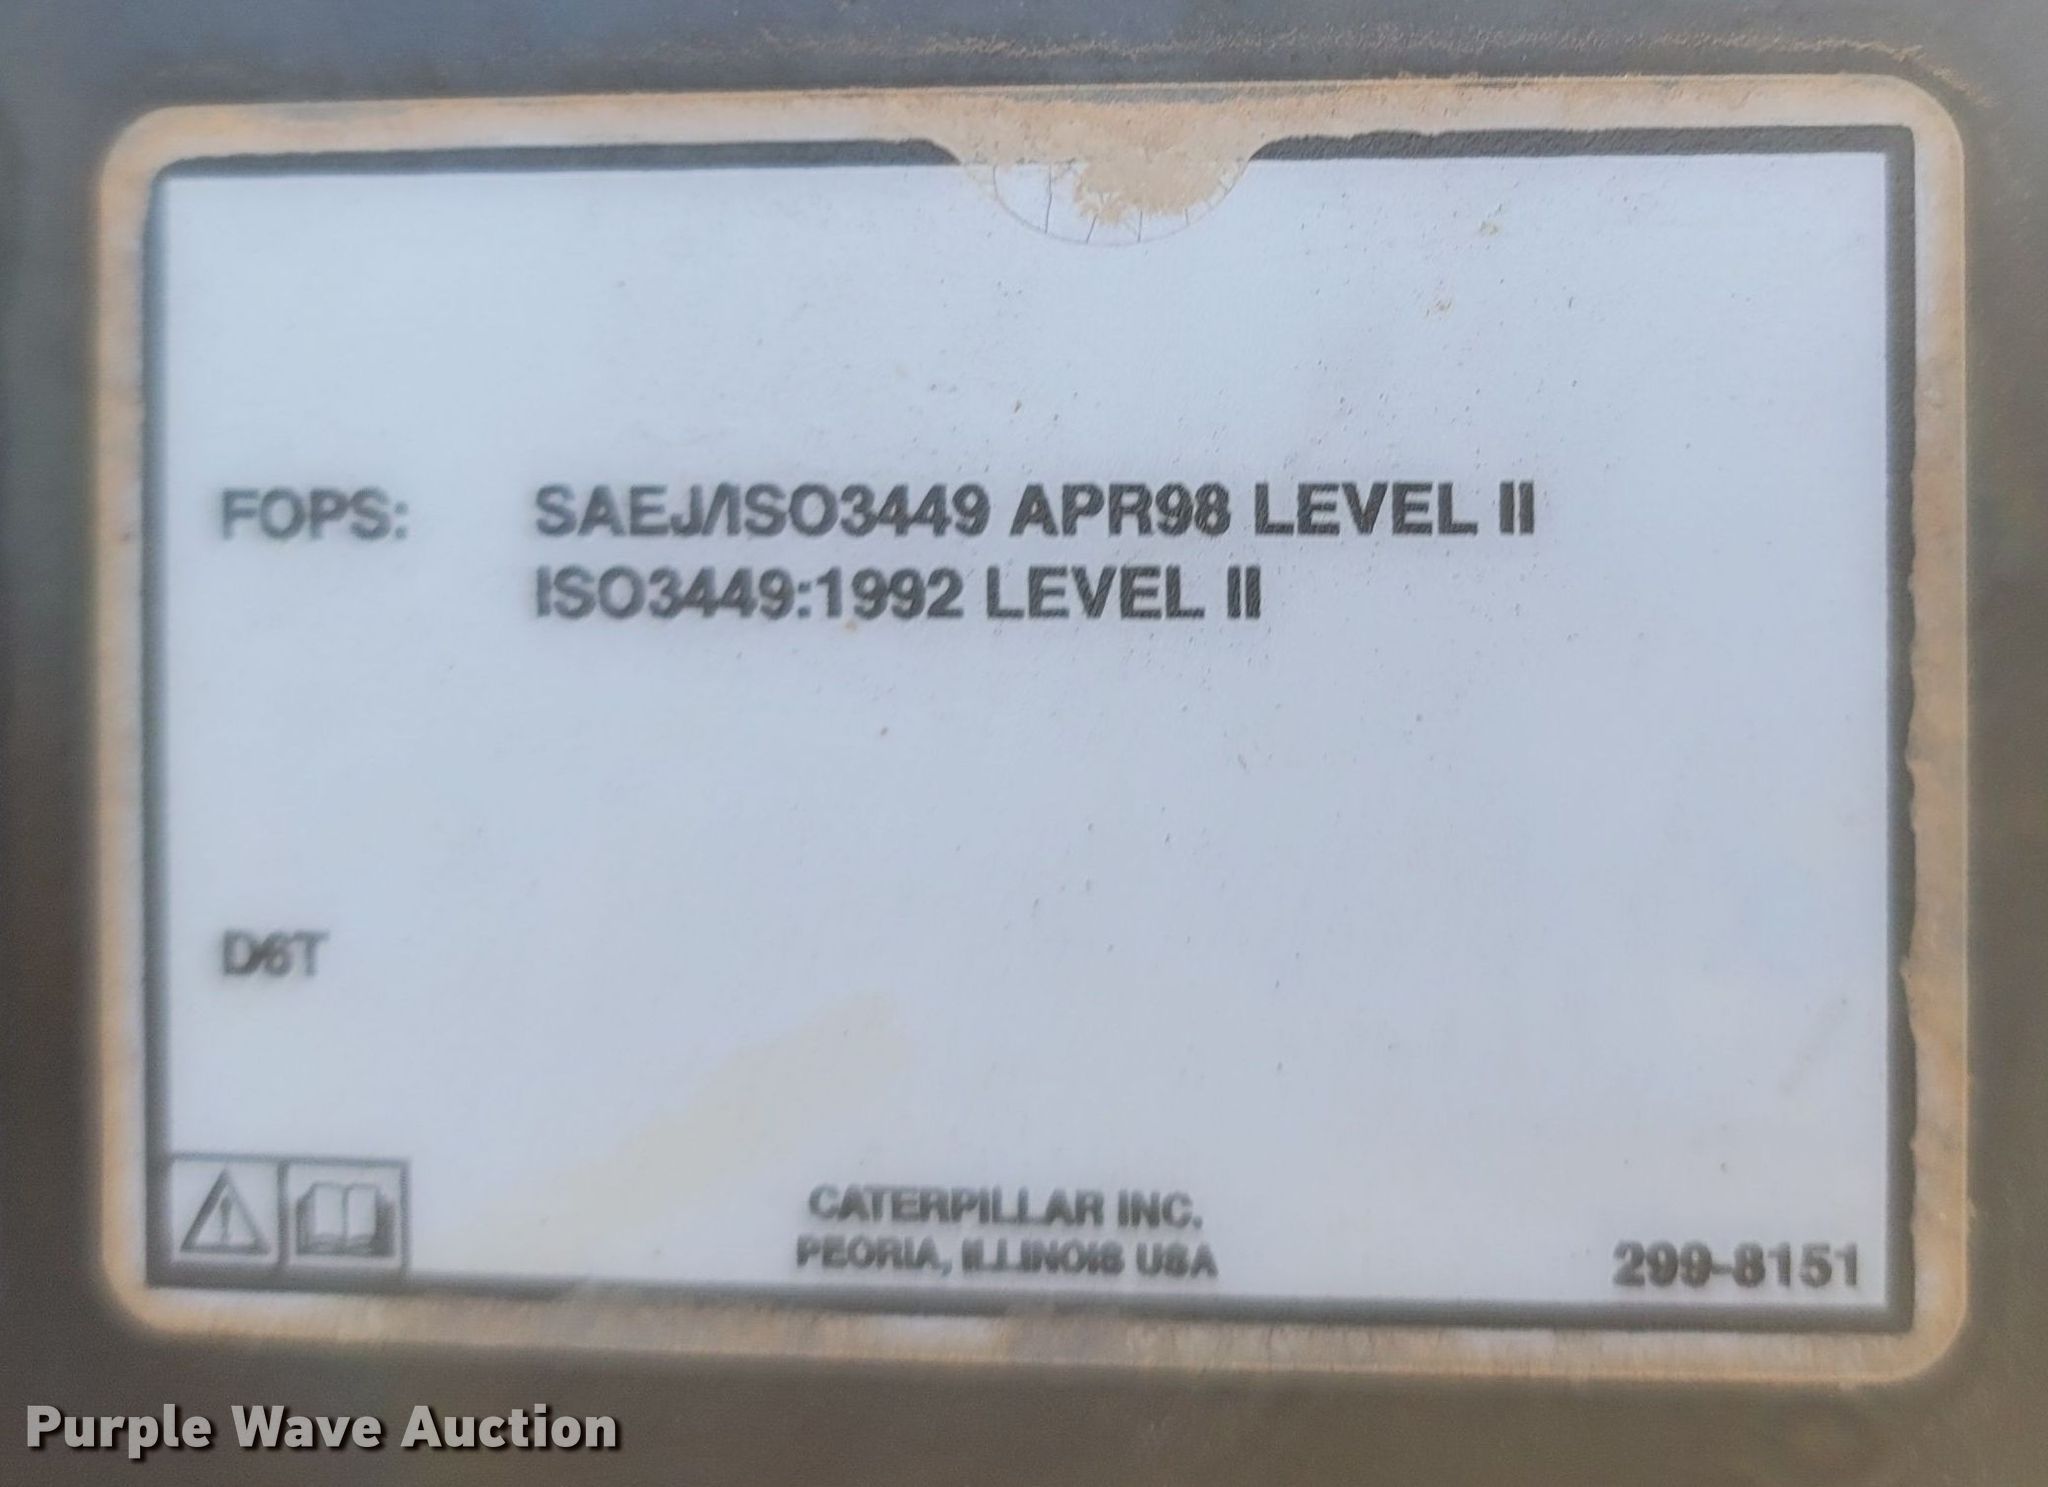 FOPS: SAEJ/ISO3449 APR98 LEVEL II
ISO3449:1992 LEVEL II
D6T
CATERPILLAR INC.
PEORIA, ILLINOIS USA
299-8151
Purple Wave Auction